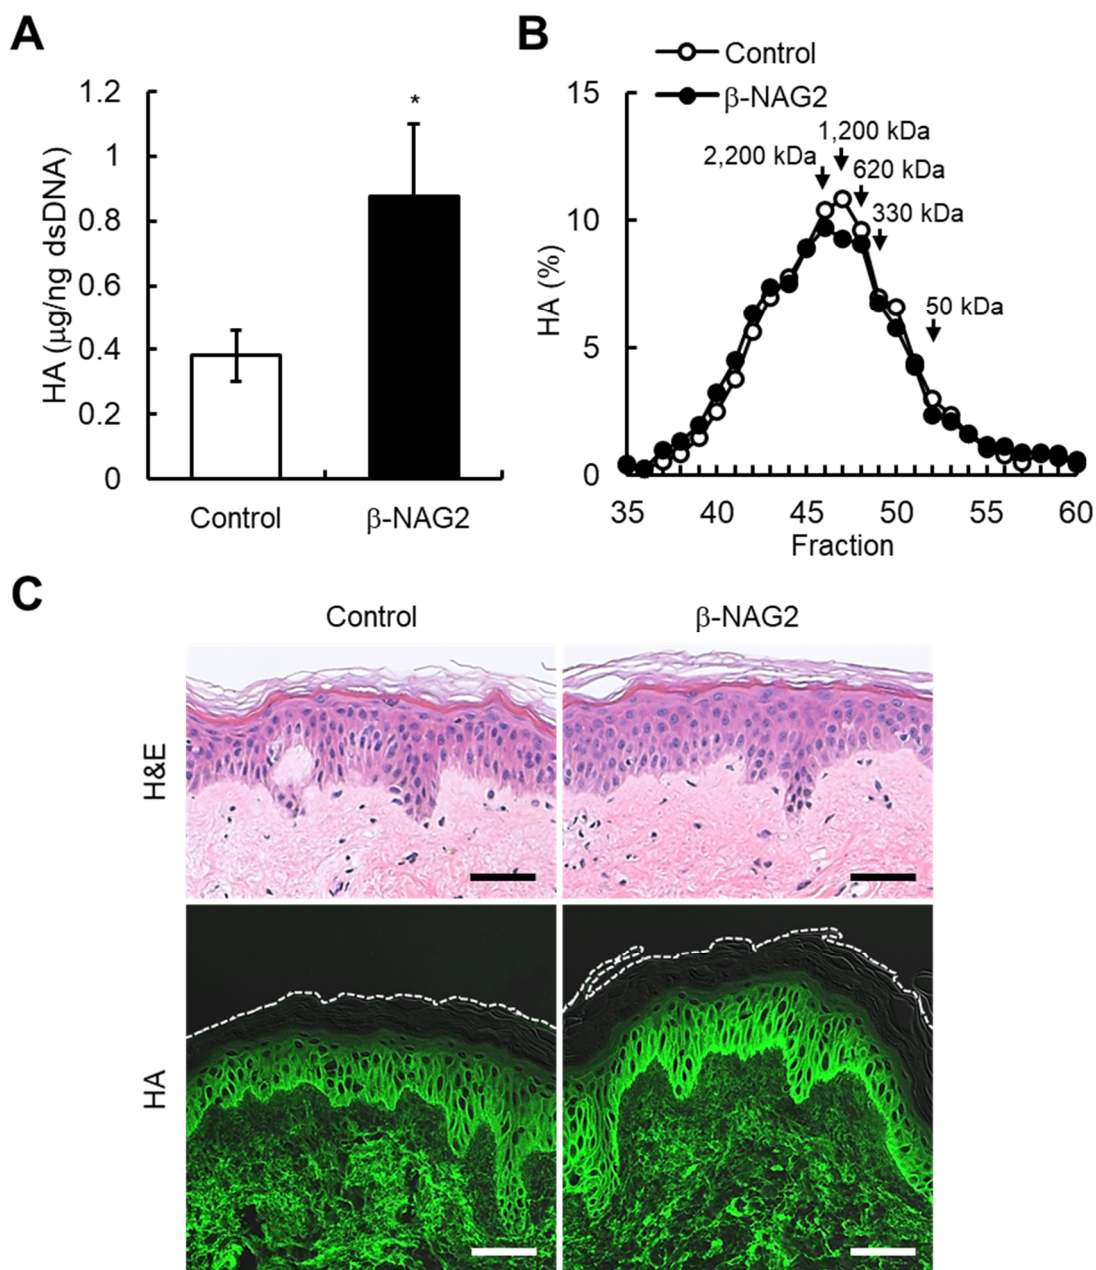 A
HA (μg/ng dsDNA)
1.2
1
0.8
0.6
0.4
0.2
0
*
Control
β-NAG2
B
Control
β-NAG2
HA (%)
15
10
5
0
2,200 kDa
1,200 kDa
620 kDa
330 kDa
50 kDa
35
40
45
50
55
60
Fraction
C
Control
β-NAG2
H&E
HA